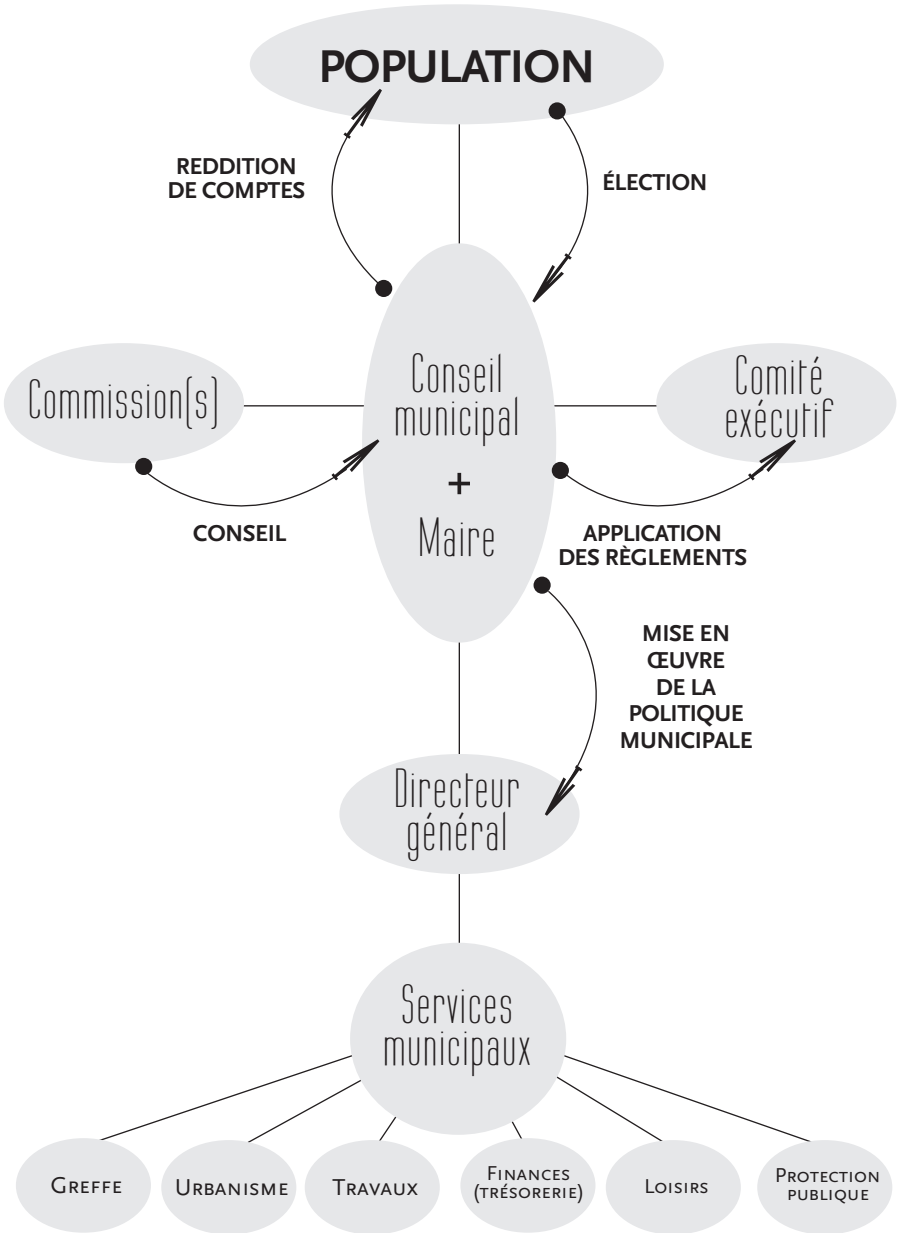 POPULATION
REDDITION
DE COMPTES
ÉLECTION
Commission(s)
Conseil
municipal
+
Maire
Comité
exécutif
CONSEIL
APPLICATION
DES RÈGLEMENTS
MISE EN
ŒUVRE
DE LA
POLITIQUE
MUNICIPALE
Directeur
général
Services
municipaux
GREFFE
URBANISME
TRAVAUX
FINANCES
(TRÉSORERIE)
LOISIRS
PROTECTION
PUBLIQUE